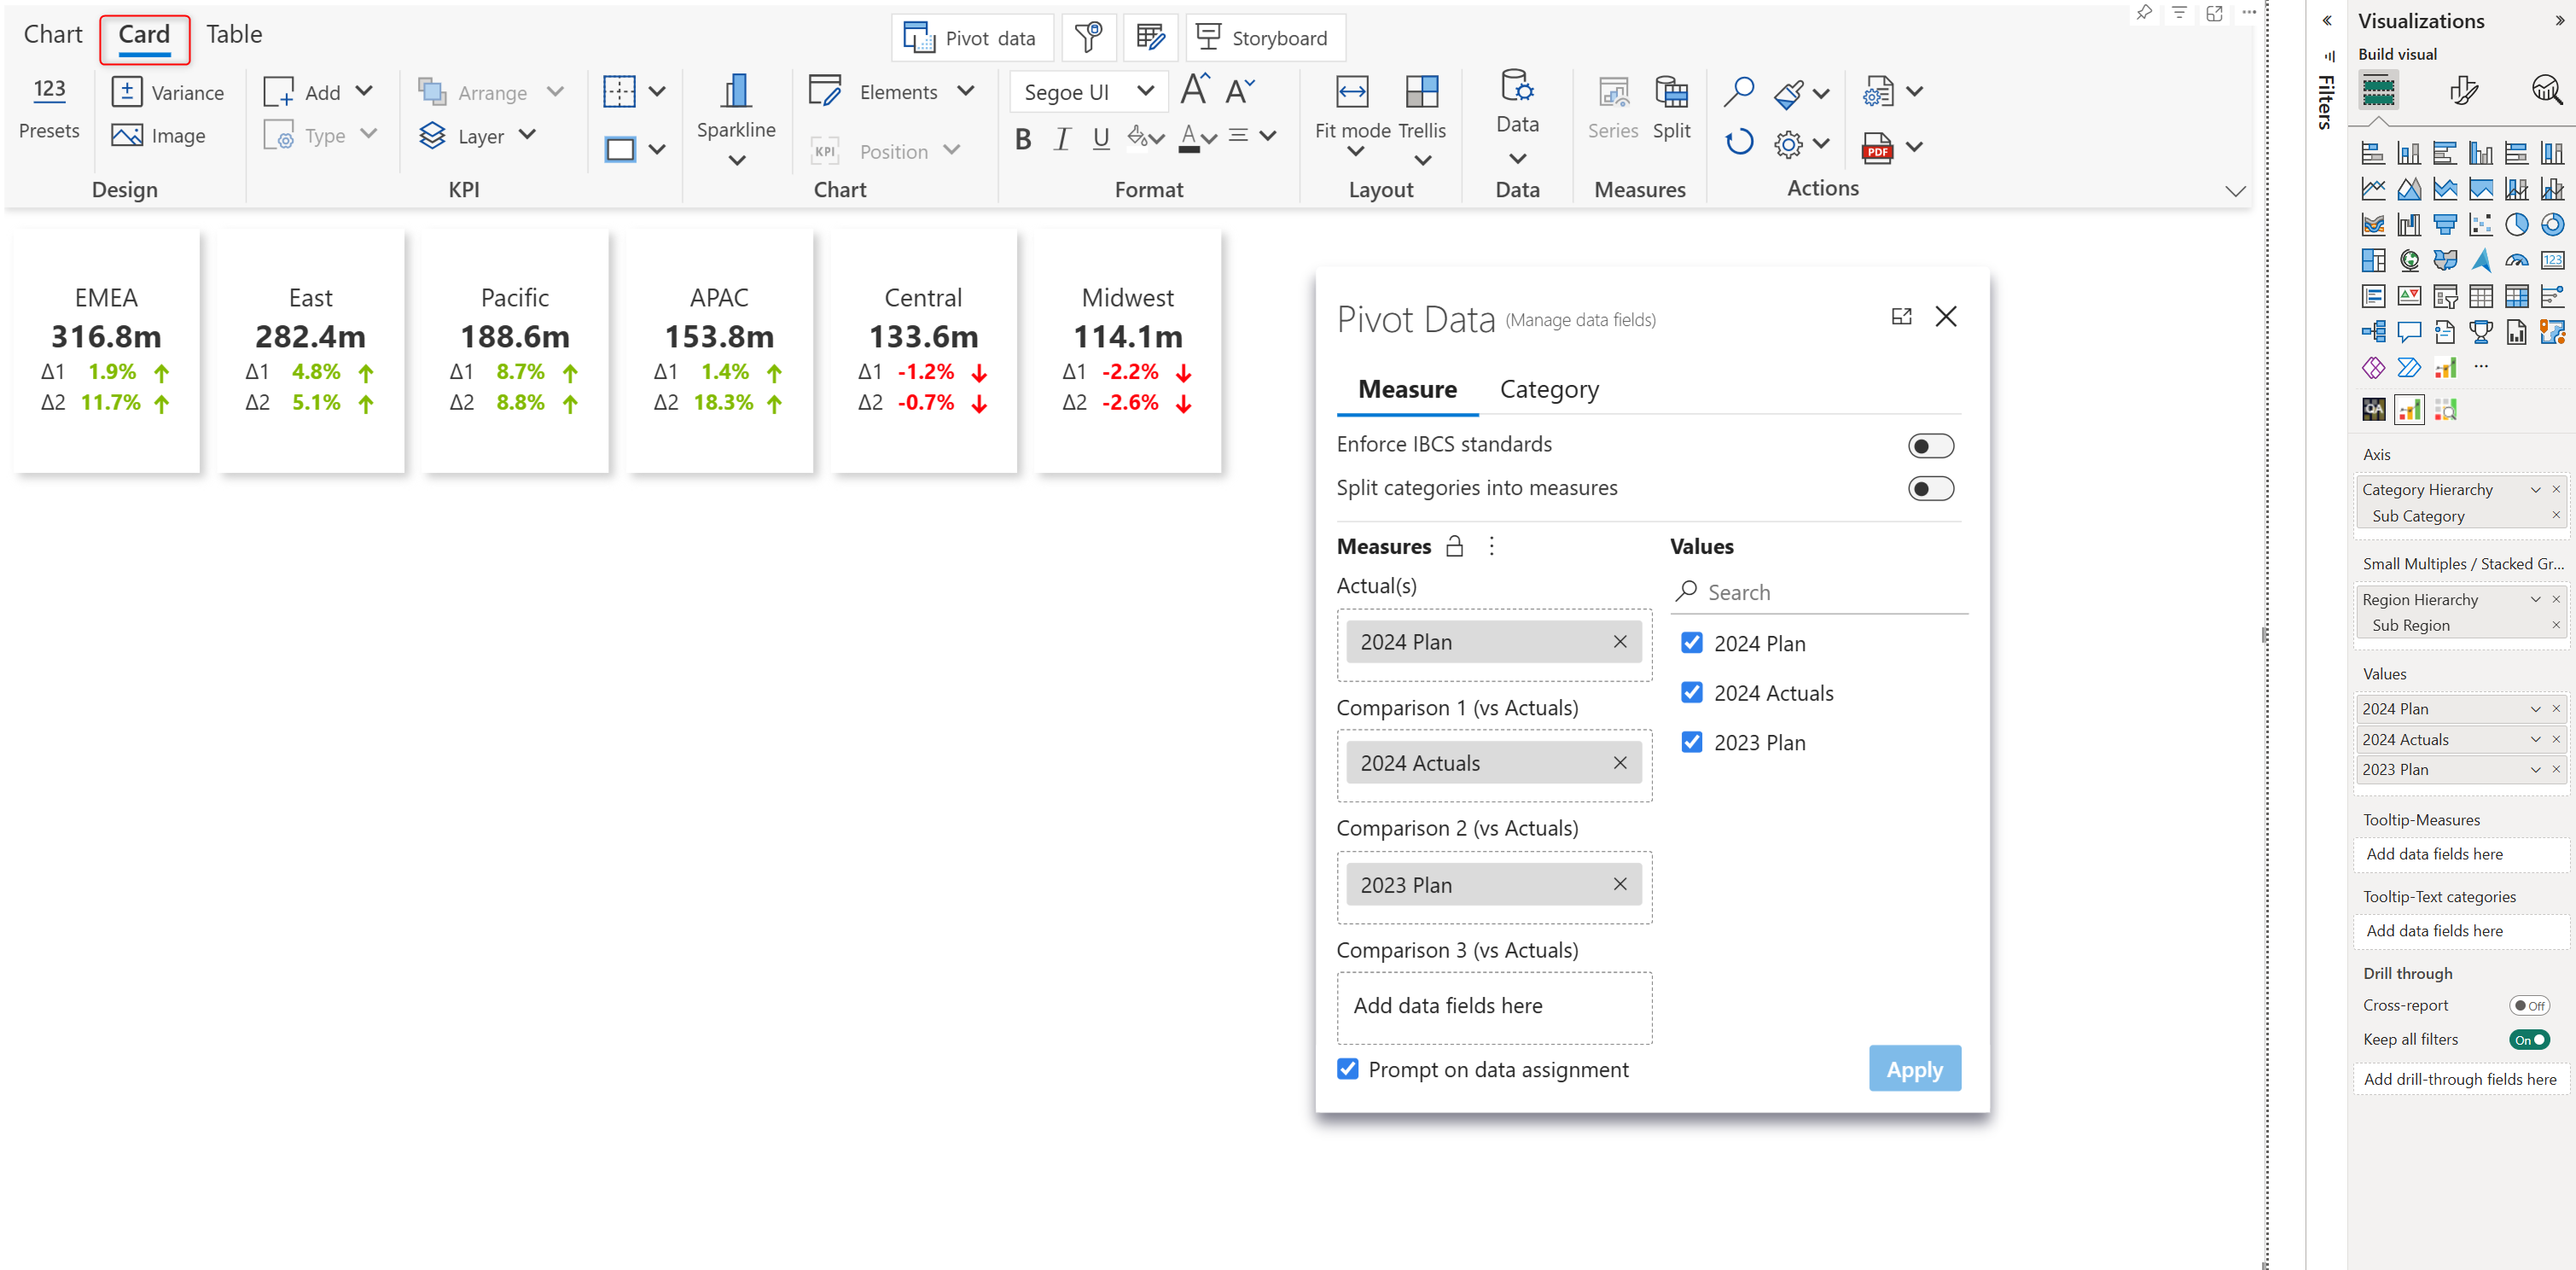 Chart Card Table
Pivot data Storyboard
123
Presets
Variance
Image
Design
Add
Type
Arrange
Layer
KPI
Sparkline
Elements
KPI Position
Chart
Segoe UI A A
B I U A
Format
Fit mode Trellis
Layout
Data
Data
Series Split
Measures
PDF
Actions
EMEA
316.8m
Δ1 1.9%
Δ2 11.7%
East
282.4m
Δ1 4.8%
Δ2 5.1%
Pacific
188.6m
Δ1 8.7%
Δ2 8.8%
APAC
153.8m
Δ1 1.4%
Δ2 18.3%
Central
133.6m
Δ1 -1.2%
Δ2 -0.7%
Midwest
114.1m
Δ1 -2.2%
Δ2 -2.6%
Pivot Data (Manage data fields)
Measure Category
Enforce IBCS standards
Split categories into measures
Measures
Actual(s)
2024 Plan
Comparison 1 (vs Actuals)
2024 Actuals
Comparison 2 (vs Actuals)
2023 Plan
Comparison 3 (vs Actuals)
Add data fields here
Prompt on data assignment
Values
Search
2024 Plan
2024 Actuals
2023 Plan
Apply
Filters
Visualizations
Build visual
123
QA
Axis
Category Hierarchy
Sub Category
Small Multiples / Stacked Gr...
Region Hierarchy
Sub Region
Values
2024 Plan
2024 Actuals
2023 Plan
Tooltip-Measures
Add data fields here
Tooltip-Text categories
Add data fields here
Drill through
Cross-report Off
Keep all filters On
Add drill-through fields here